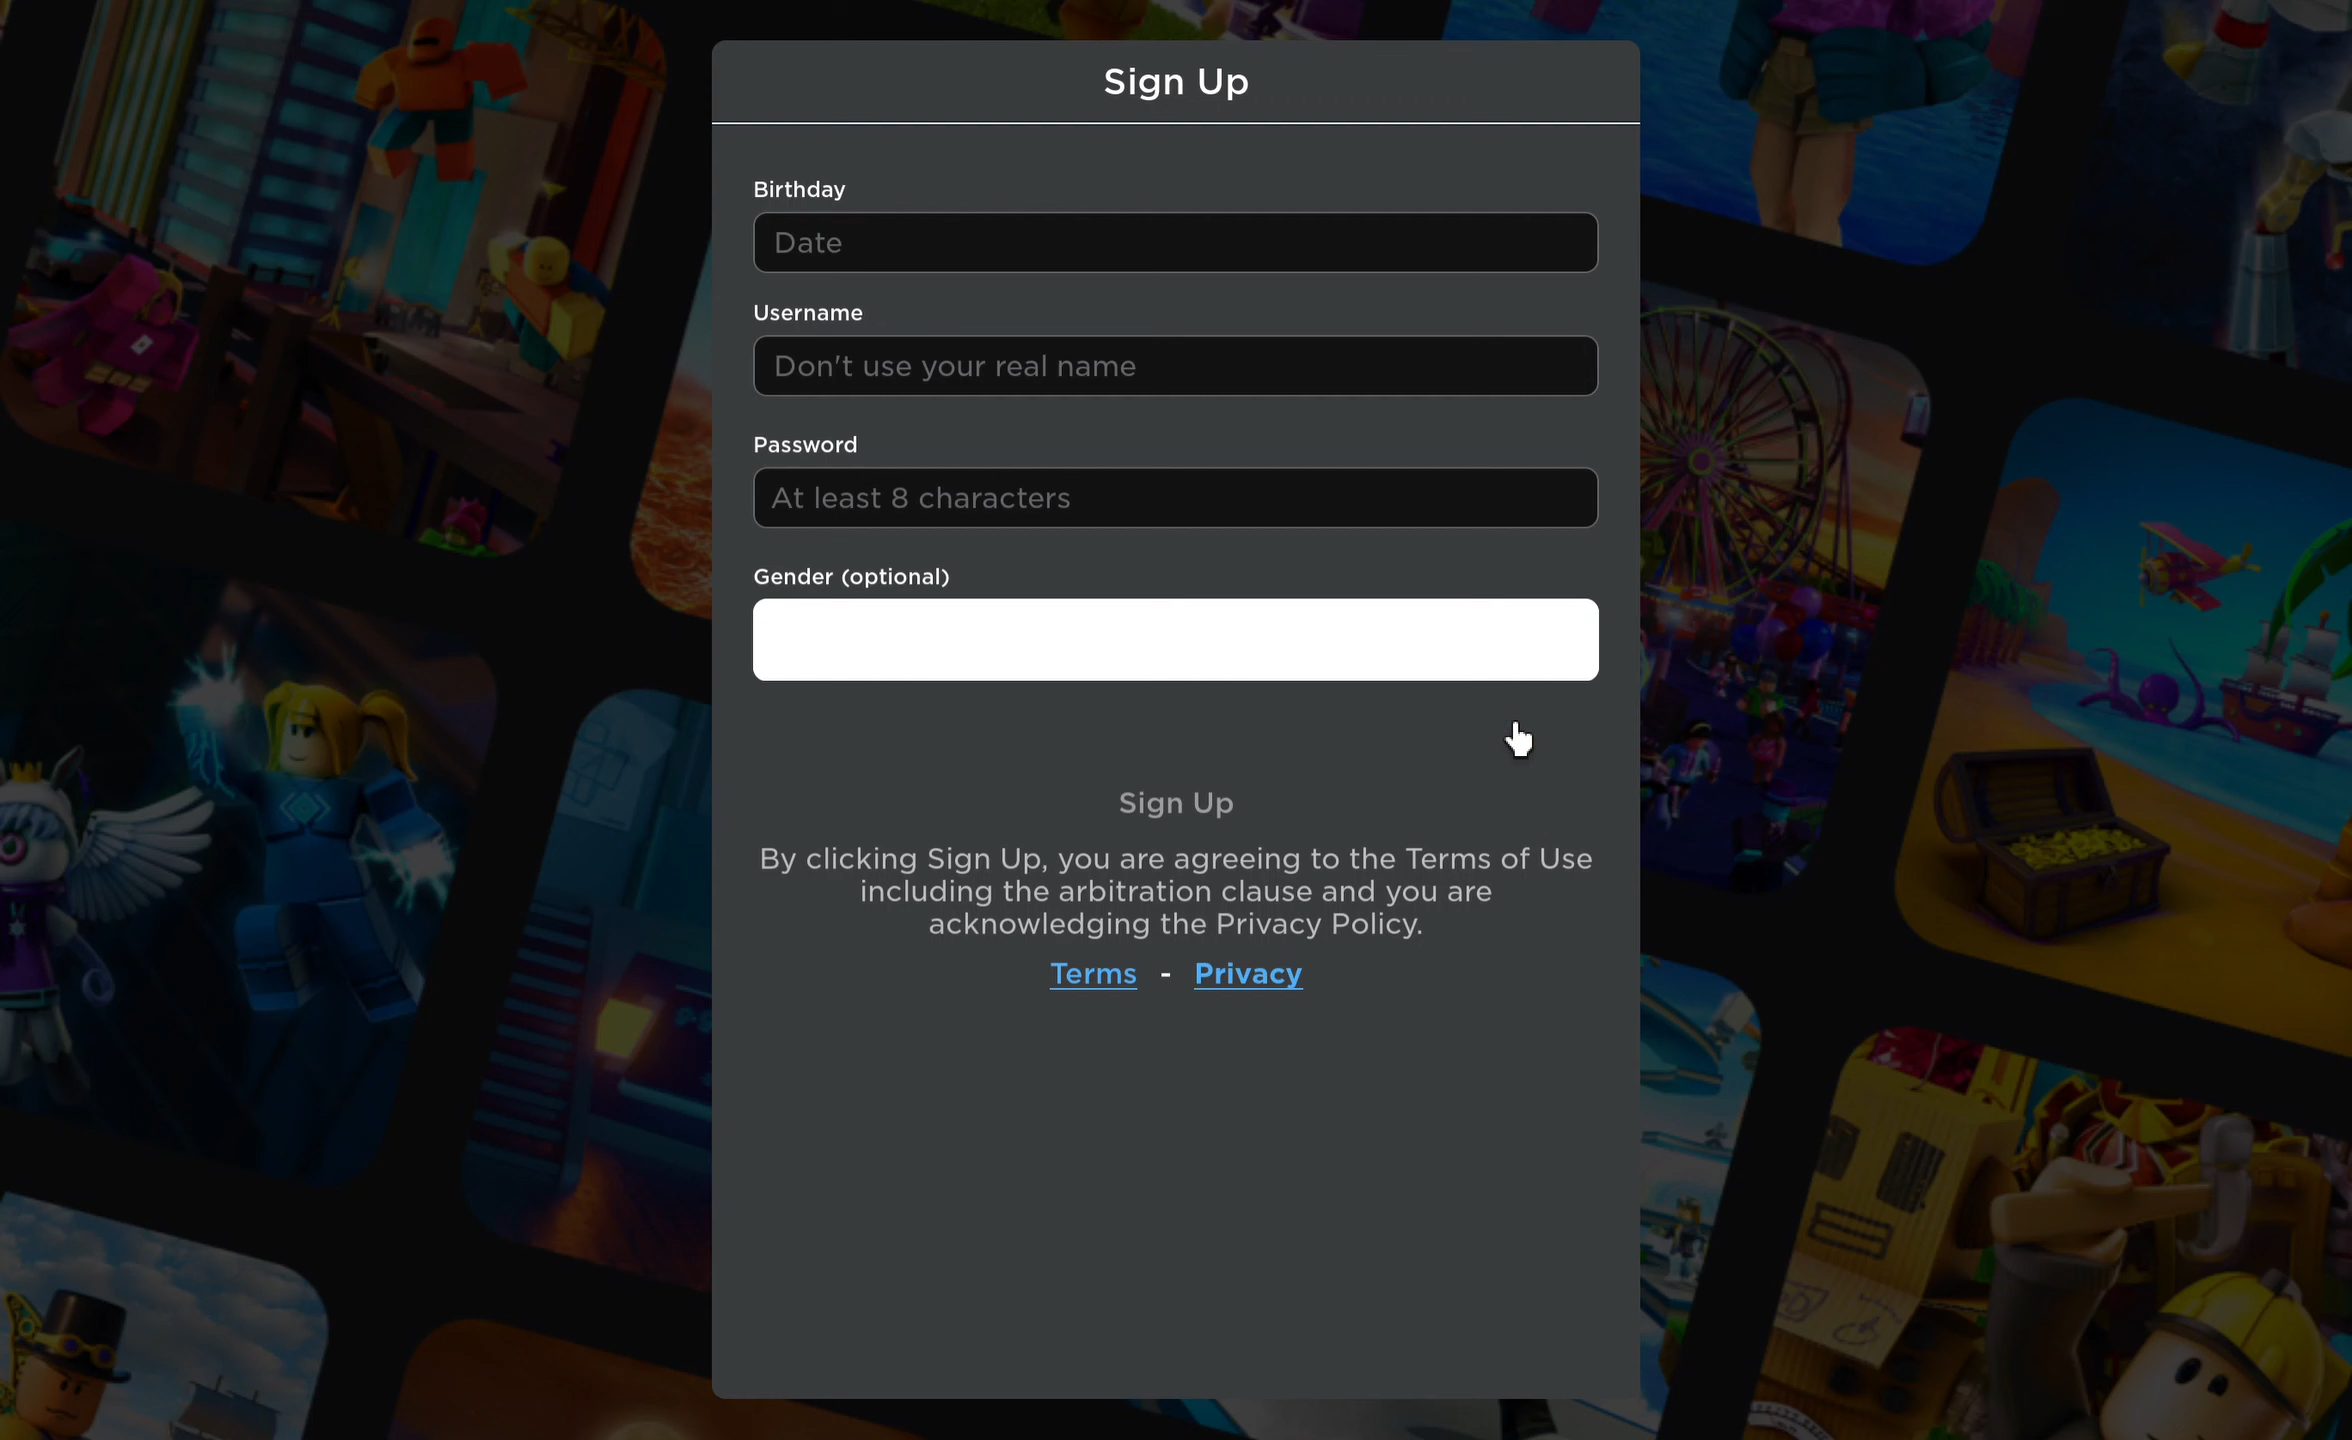 Sign Up
Birthday
Date
Username
Don't use your real name
Password
At least 8 characters
Gender (optional)
Sign Up
By clicking Sign Up, you are agreeing to the Terms of Use
including the arbitration clause and you are
acknowledging the Privacy Policy.
Terms - Privacy